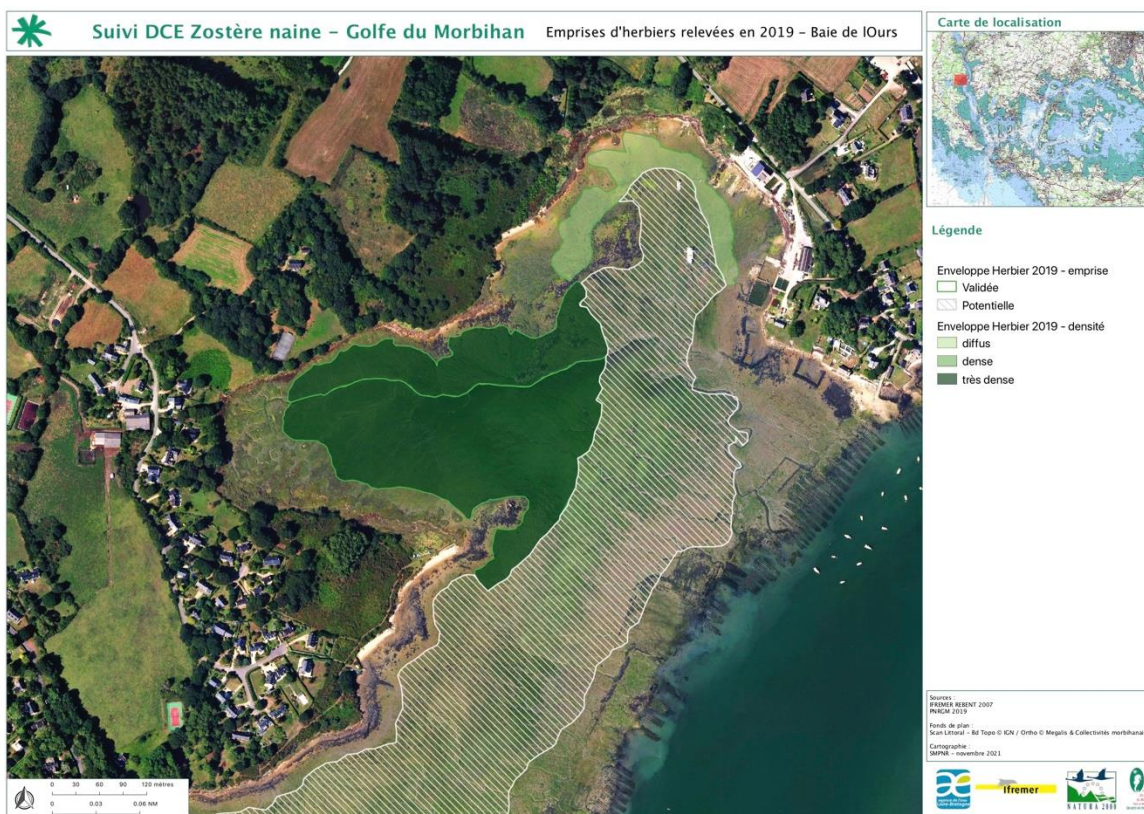 Suivi DCE Zostère naine - Golfe du Morbihan
Emprises d'herbiers relevées en 2019 - Baie de lOurs
Carte de localisation
Légende
Enveloppe Herbier 2019 - emprise
Validée
Potentielle
Enveloppe Herbier 2019 - densité
diffus
dense
très dense
Sources :
IFREMER REBENT 2007
PNRGM 2019
Fonds de plan :
Scan Littoral - Bd Topo © IGN / Ortho © Megalis & Collectivités morbihanai
Cartographie :
SMPNR - novembre 2021
0 30 60 90 120 mètres
0 0.03 0.06 NM
Ifremer
NATURA 2000